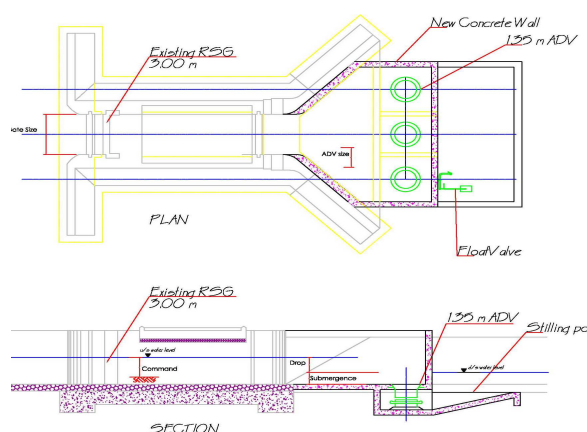 New Concrete Wall
1.35 m ADV
Existing RSG
3.00 m
ate Size
ADV size
PLAN
Float Valve
Existing RSG
3.00 m
1.35 m ADV
Stilling po
u/s water level
Drop
d/s water level
Command
Submergence
SECTION